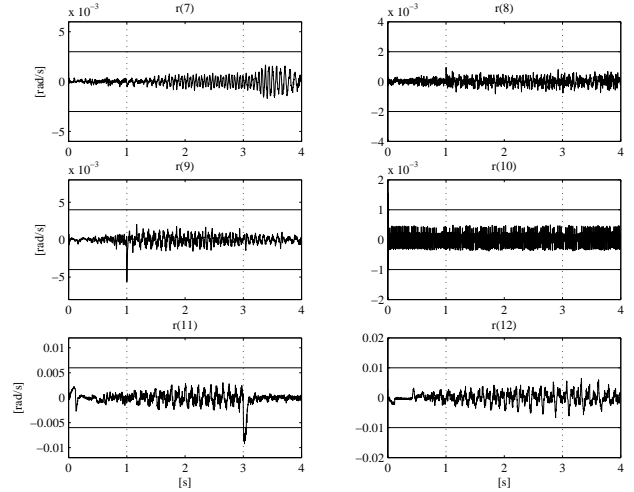 x 10⁻³ r(7)
5
0
−5
[rad/s]
0 1 2 3 4
x 10⁻³ r(8)
4
2
0
−2
−4
0 1 2 3 4
x 10⁻³ r(9)
5
0
−5
[rad/s]
0 1 2 3 4
x 10⁻³ r(10)
2
1
0
−1
−2
0 1 2 3 4
r(11)
0.01
0.005
0
−0.005
−0.01
[rad/s]
0 1 2 3 4
[s]
r(12)
0.02
0.01
0
−0.01
−0.02
0 1 2 3 4
[s]